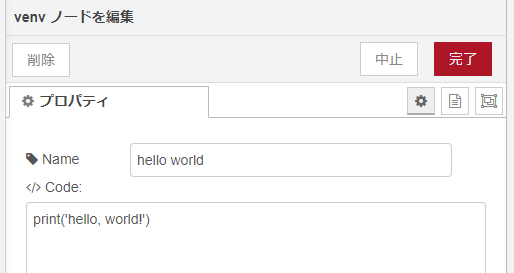 venv ノードを編集
削除
中止
完了
プロパティ
Name
hello world
</> Code:
print('hello, world!')